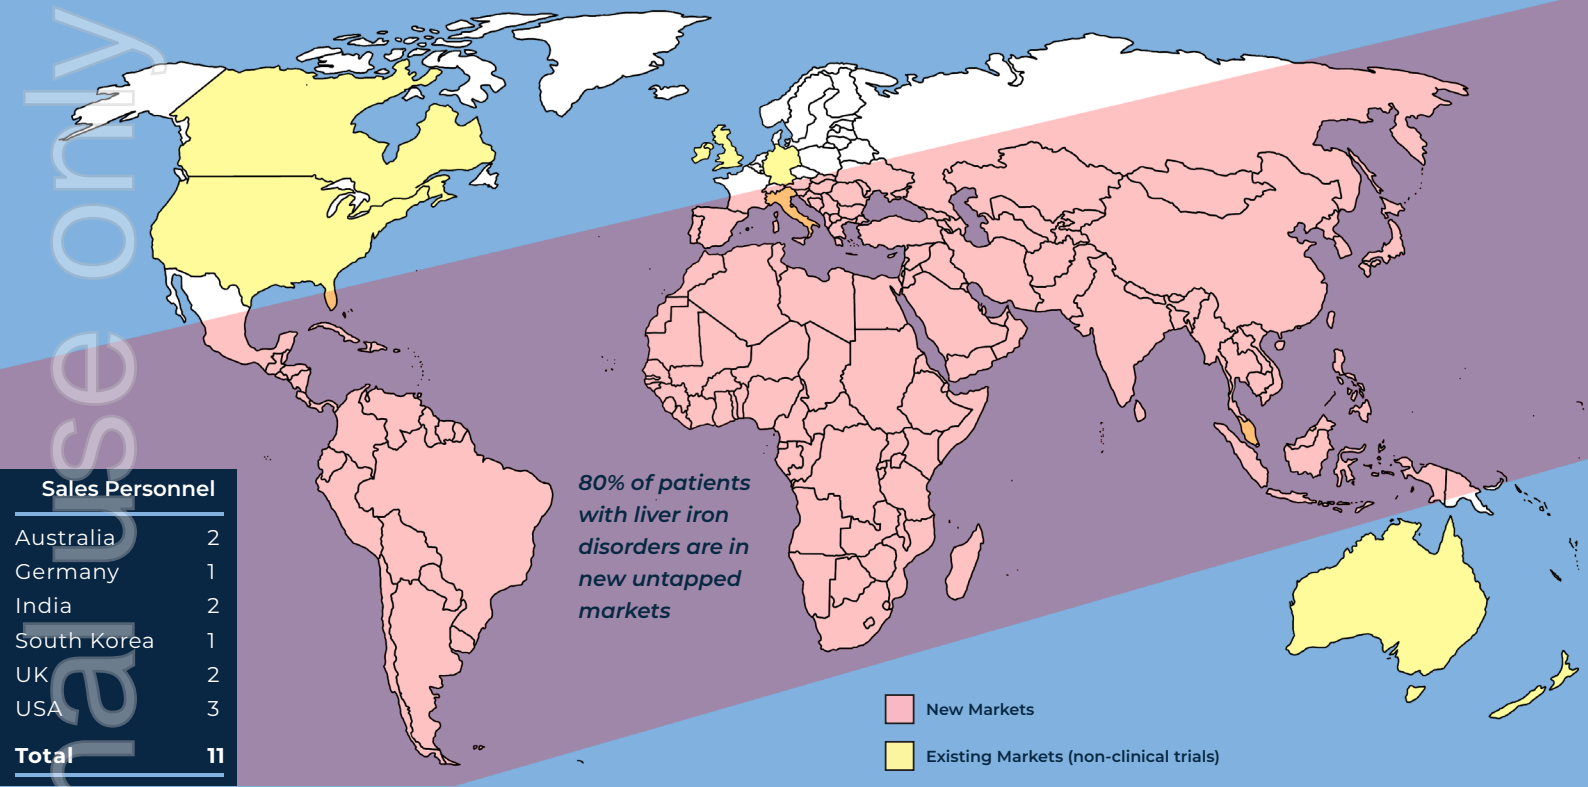 nal use only
Sales Personnel
Australia 2
Germany 1
India 2
South Korea 1
UK 2
USA 3
Total 11
80% of patients
with liver iron
disorders are in
new untapped
markets
New Markets
Existing Markets (non-clinical trials)